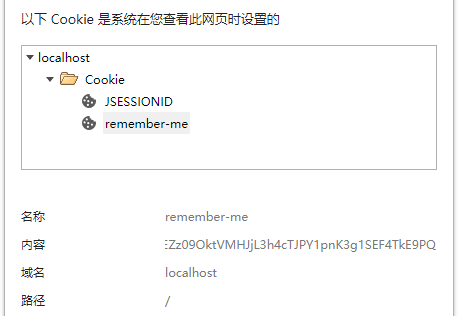 以下 Cookie 是系统在您查看此网页时设置的
localhost
Cookie
JSESSIONID
remember-me
名称 remember-me
内容 EZz09OktVMHJjL3h4cTJPY1pnK3g1SEF4TkE9PQ
域名 localhost
路径 /